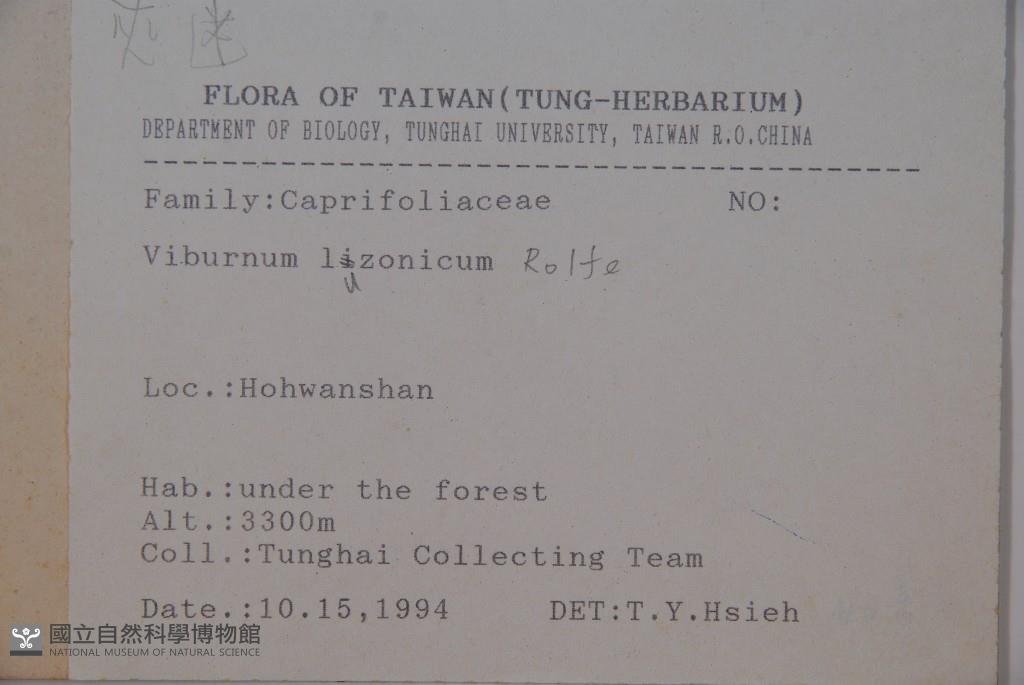 FLORA OF TAIWAN(TUNG-HERBARIUM)
DEPARTMENT OF BIOLOGY, TUNGHAI UNIVERSITY, TAIWAN R.O.CHINA
Family:Caprifoliaceae NO:
Viburnum lizonicum Rolfe
u
Loc.:Hohwanshan
Hab.:under the forest
Alt.:3300m
Coll.:Tunghai Collecting Team
Date.:10.15,1994 DET:T.Y.Hsieh
國立自然科學博物館
NATIONAL MUSEUM OF NATURAL SCIENCE